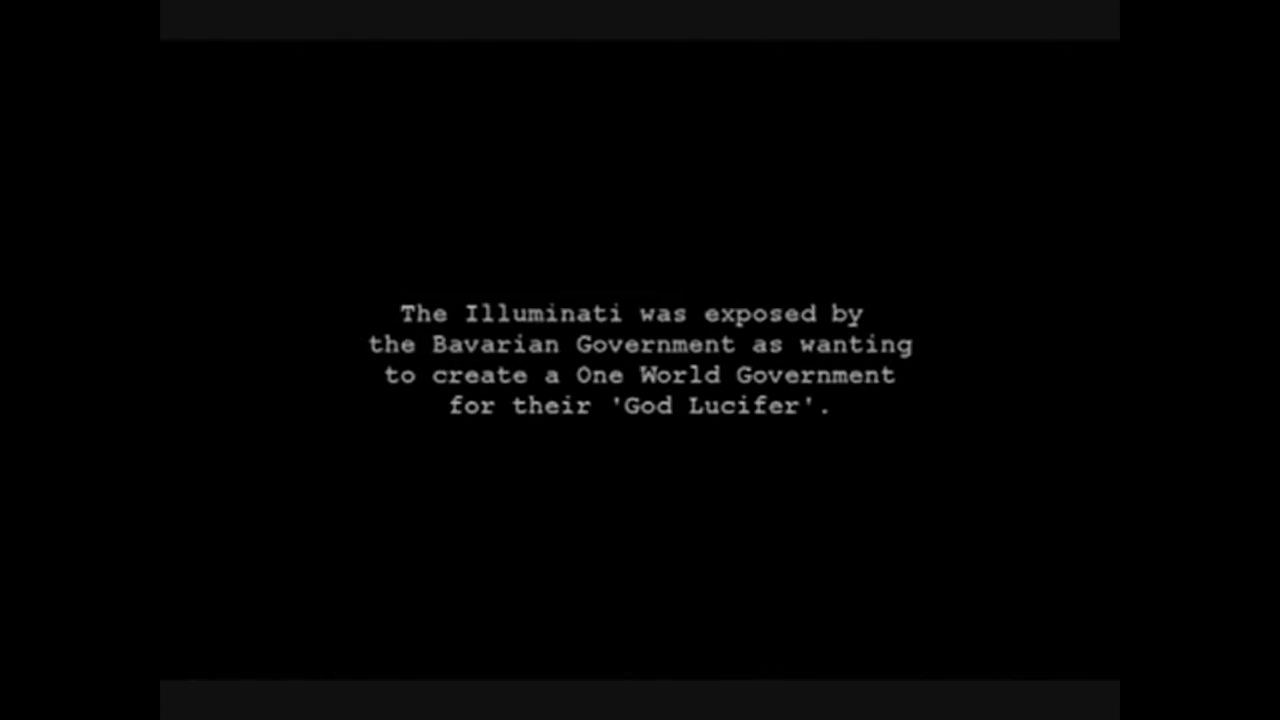 The Illuminati was exposed by
the Bavarian Government as wanting
to create a One World Government
for their 'God Lucifer'.